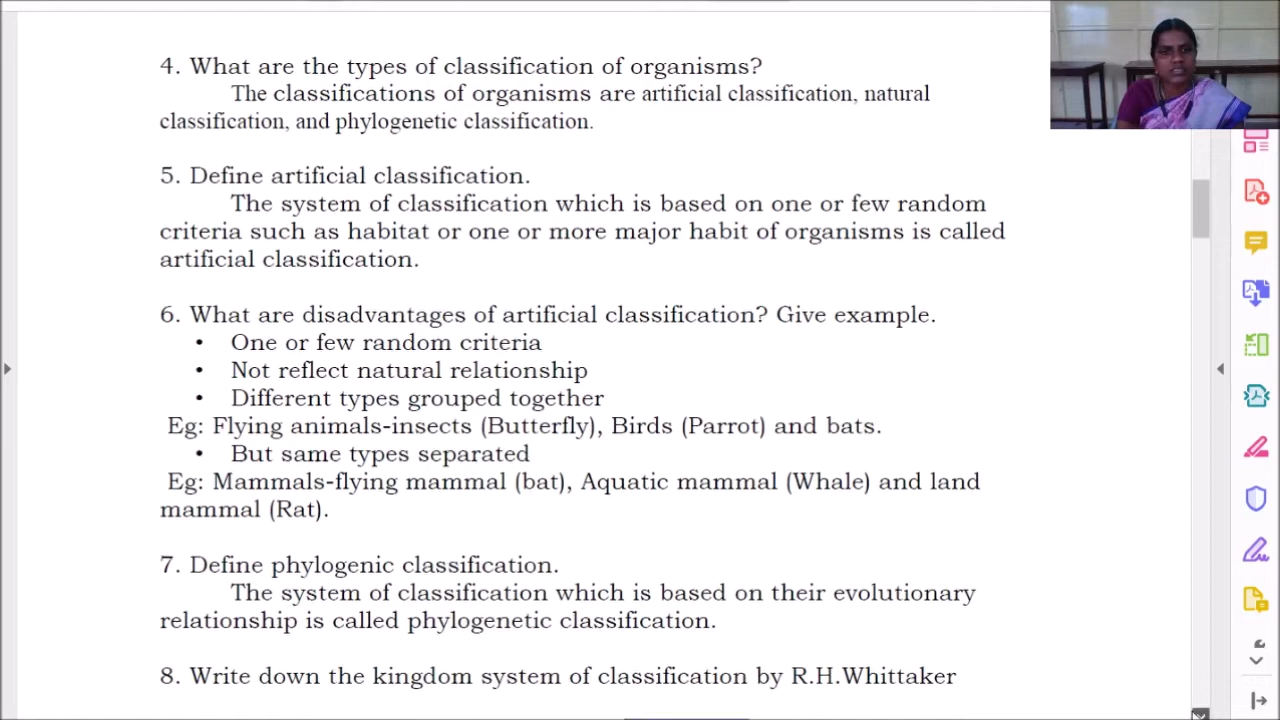 4. What are the types of classification of organisms?
The classifications of organisms are artificial classification, natural
classification, and phylogenetic classification.
5. Define artificial classification.
The system of classification which is based on one or few random
criteria such as habitat or one or more major habit of organisms is called
artificial classification.
6. What are disadvantages of artificial classification? Give example.
• One or few random criteria
• Not reflect natural relationship
• Different types grouped together
Eg: Flying animals-insects (Butterfly), Birds (Parrot) and bats.
• But same types separated
Eg: Mammals-flying mammal (bat), Aquatic mammal (Whale) and land
mammal (Rat).
7. Define phylogenic classification.
The system of classification which is based on their evolutionary
relationship is called phylogenetic classification.
8. Write down the kingdom system of classification by R.H.Whittaker